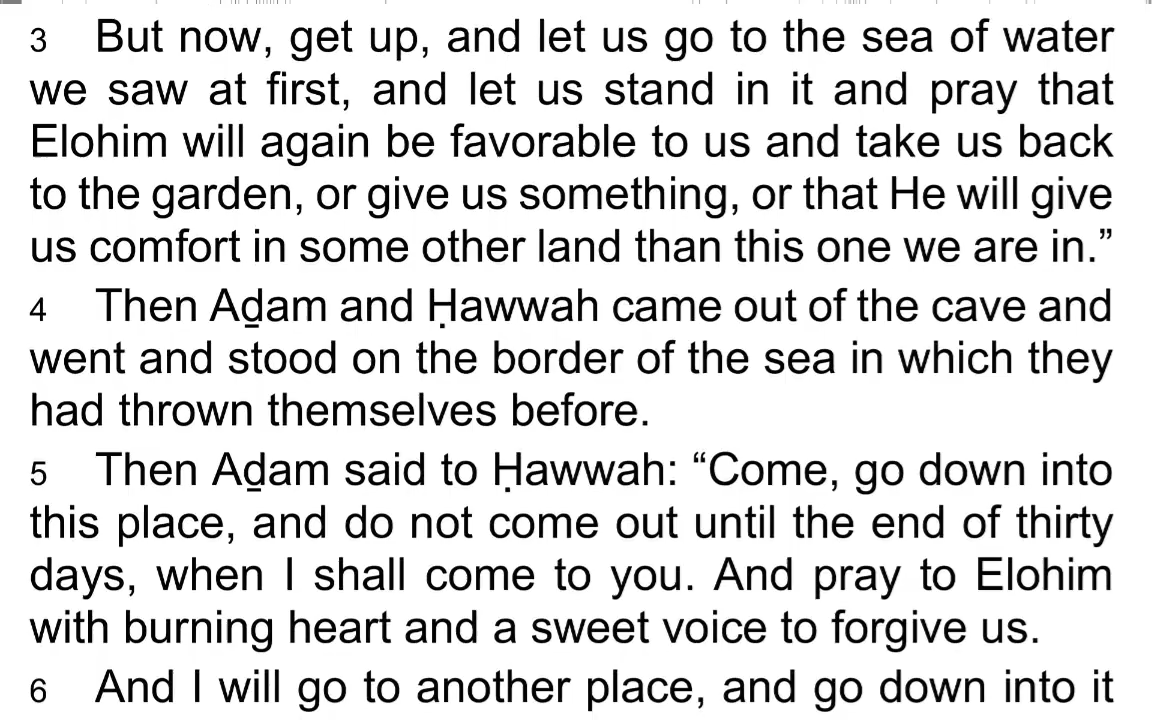 3 But now, get up, and let us go to the sea of water
we saw at first, and let us stand in it and pray that
Elohim will again be favorable to us and take us back
to the garden, or give us something, or that He will give
us comfort in some other land than this one we are in.”
4 Then Aḏam and Ḥawwah came out of the cave and
went and stood on the border of the sea in which they
had thrown themselves before.
5 Then Aḏam said to Ḥawwah: “Come, go down into
this place, and do not come out until the end of thirty
days, when I shall come to you. And pray to Elohim
with burning heart and a sweet voice to forgive us.
6 And I will go to another place, and go down into it